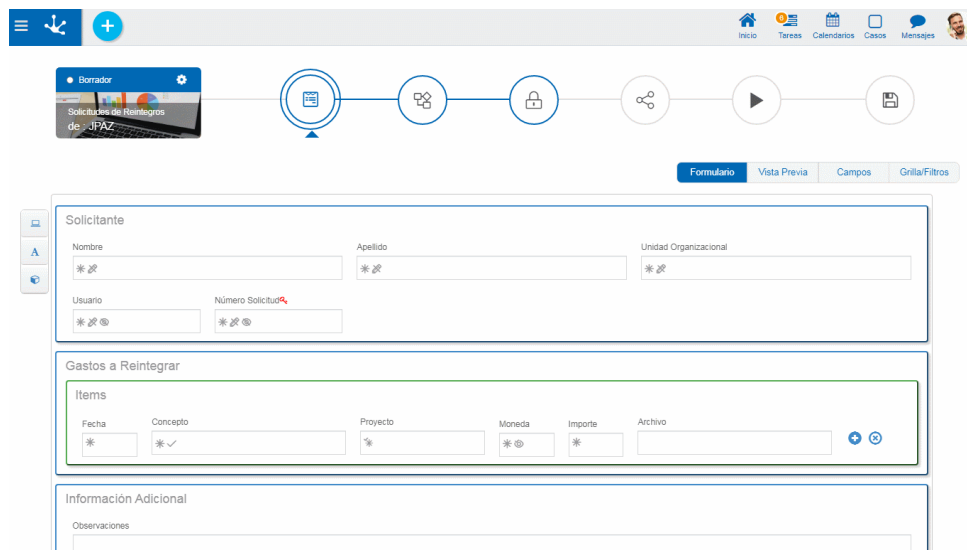 6
Inicio
Tareas
Calendarios
Casos
Mensajes
Borrador
Solicitudes de Reintegros
de : JPAZ
Formulario
Vista Previa
Campos
Grilla/Filtros
A
Solicitante
Nombre
Apellido
Unidad Organizacional
Usuario
Número Solicitud
Gastos a Reintegrar
Items
Fecha
Concepto
Proyecto
Moneda
Importe
Archivo
Información Adicional
Observaciones